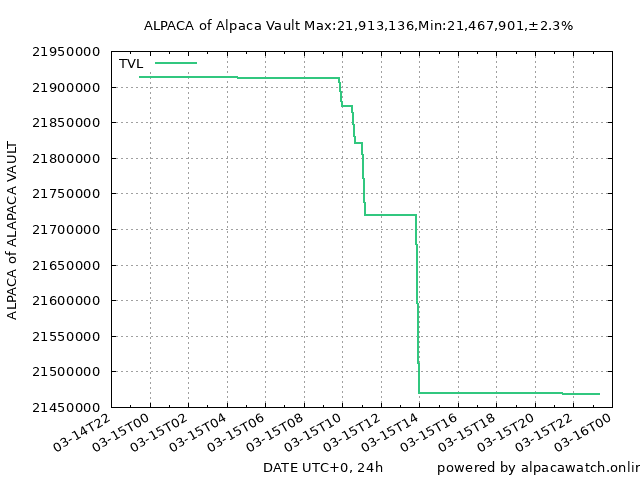 ALPACA of Alpaca Vault Max:21,913,136,Min:21,467,901,±2.3%
TVL
21950000
21900000
21850000
21800000
21750000
21700000
21650000
21600000
21550000
21500000
21450000
ALPACA of ALAPACA VAULT
03-14T22
03-15T00
03-15T02
03-15T04
03-15T06
03-15T08
03-15T10
03-15T12
03-15T14
03-15T16
03-15T18
03-15T20
03-15T22
03-16T00
DATE UTC+0, 24h
powered by alpacawatch.onlin